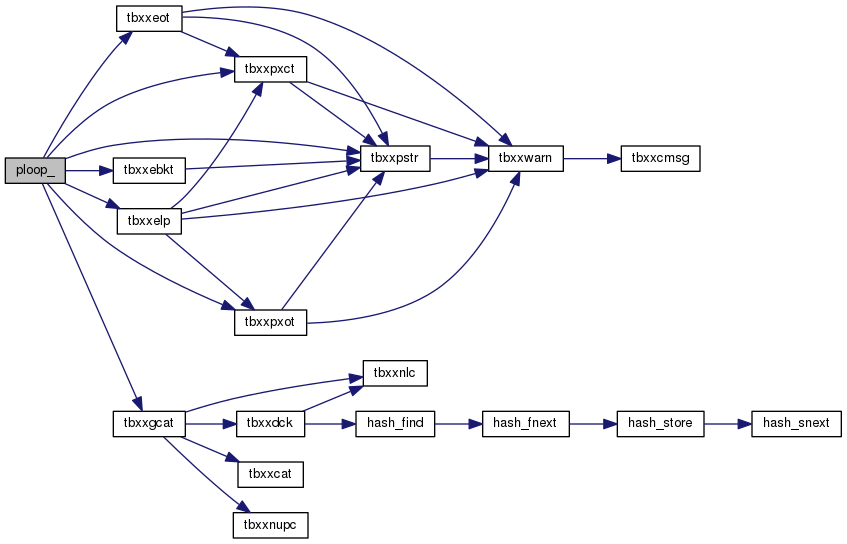 tbxxeot
tbxxpxct
tbxxpstr
tbxxwarn
tbxxcmsg
ploop_
tbxxebkt
tbxxelp
tbxxpxot
tbxxnlc
tbxxgcat
tbxxdck
hash_find
hash_fnext
hash_store
hash_snext
tbxxcat
tbxxnupc